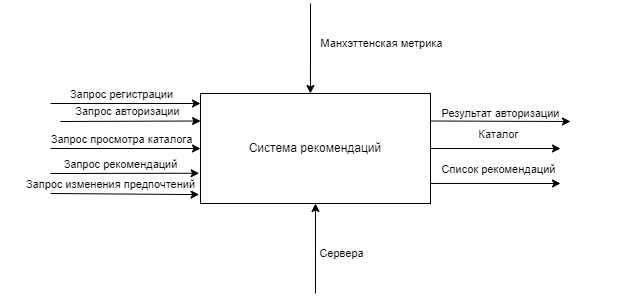 Манхэттенская метрика
Запрос регистрации
Запрос авторизации
Запрос просмотра каталога
Запрос рекомендаций
Запрос изменения предпочтений
Система рекомендаций
Результат авторизации
Каталог
Список рекомендаций
Сервера